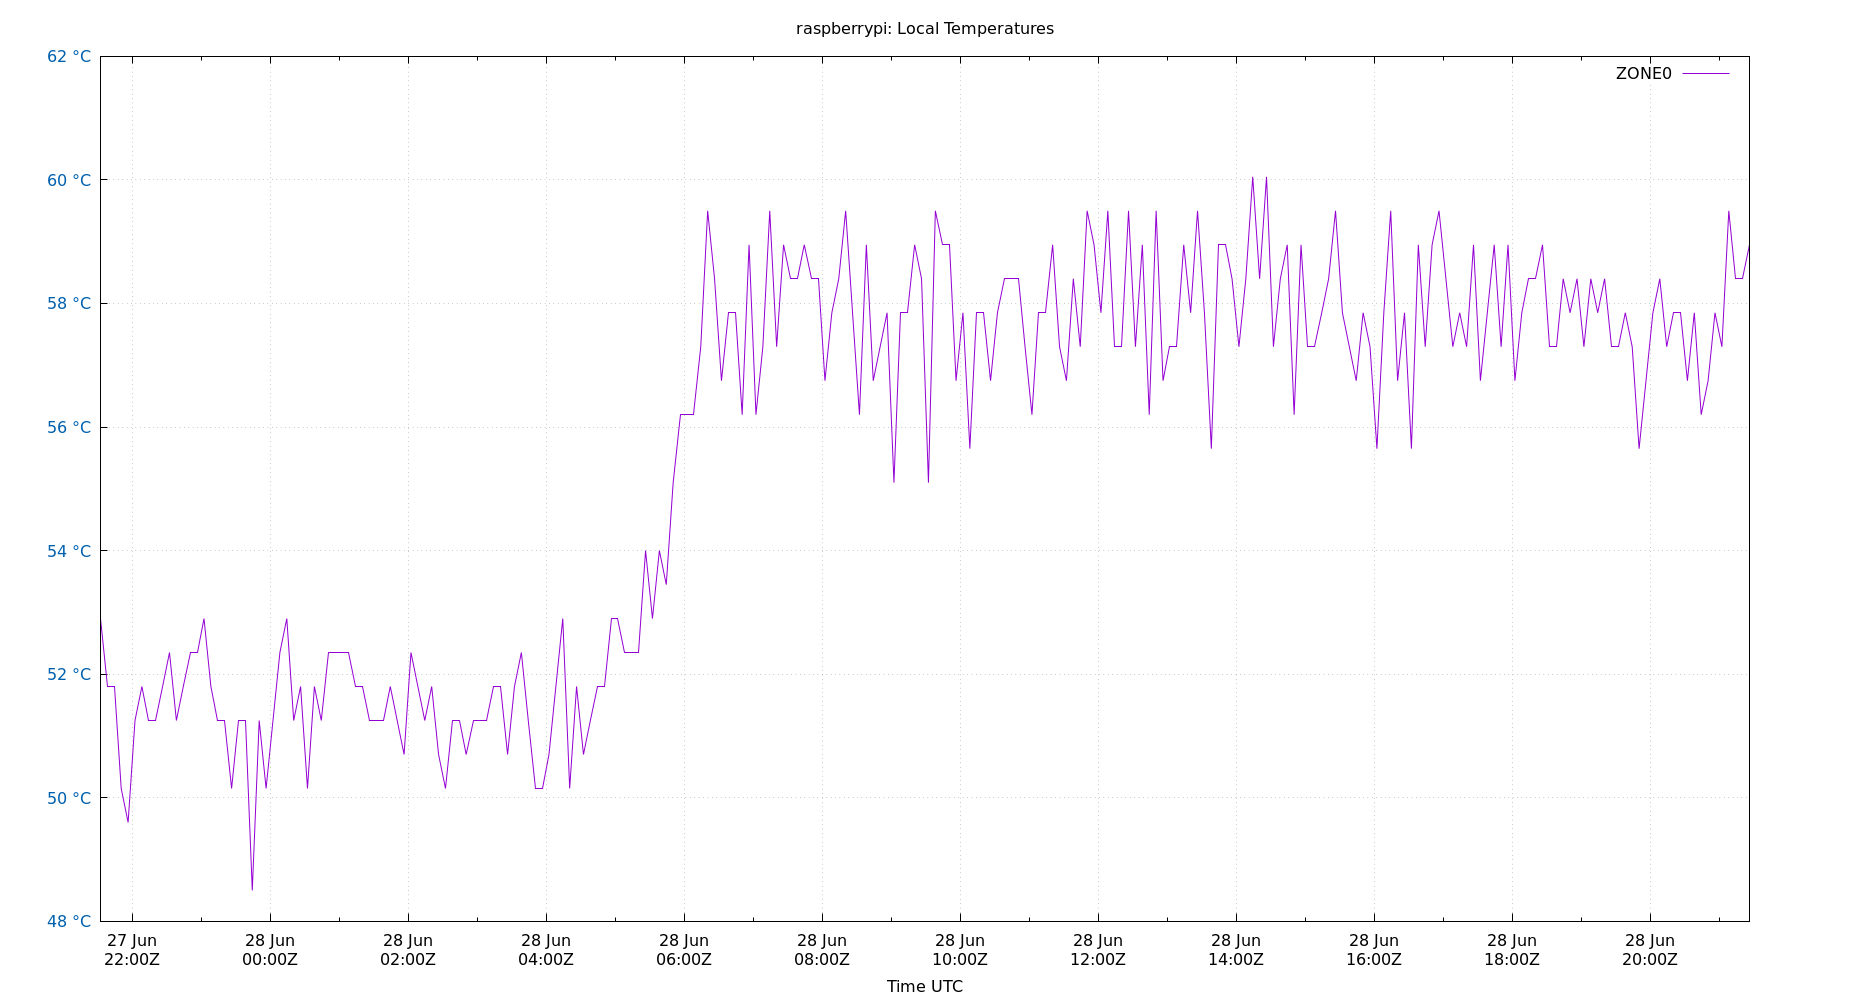 raspberrypi: Local Temperatures
62 °C
ZONE0
60 °C
58 °C
56 °C
54 °C
52 °C
50 °C
48 °C
27 Jun 28 Jun 28 Jun 28 Jun 28 Jun 28 Jun 28 Jun 28 Jun 28 Jun 28 Jun 28 Jun 28 Jun
22:00Z 00:00Z 02:00Z 04:00Z 06:00Z 08:00Z 10:00Z 12:00Z 14:00Z 16:00Z 18:00Z 20:00Z
Time UTC